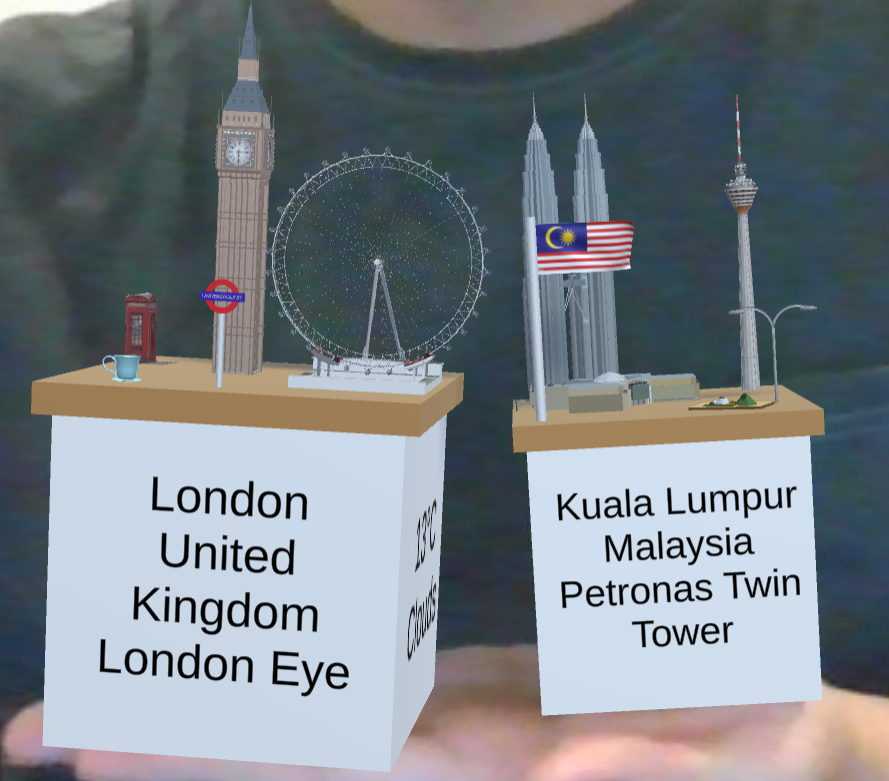 London
United
Kingdom
London Eye
13°C
Clouds
Kuala Lumpur
Malaysia
Petronas Twin
Tower